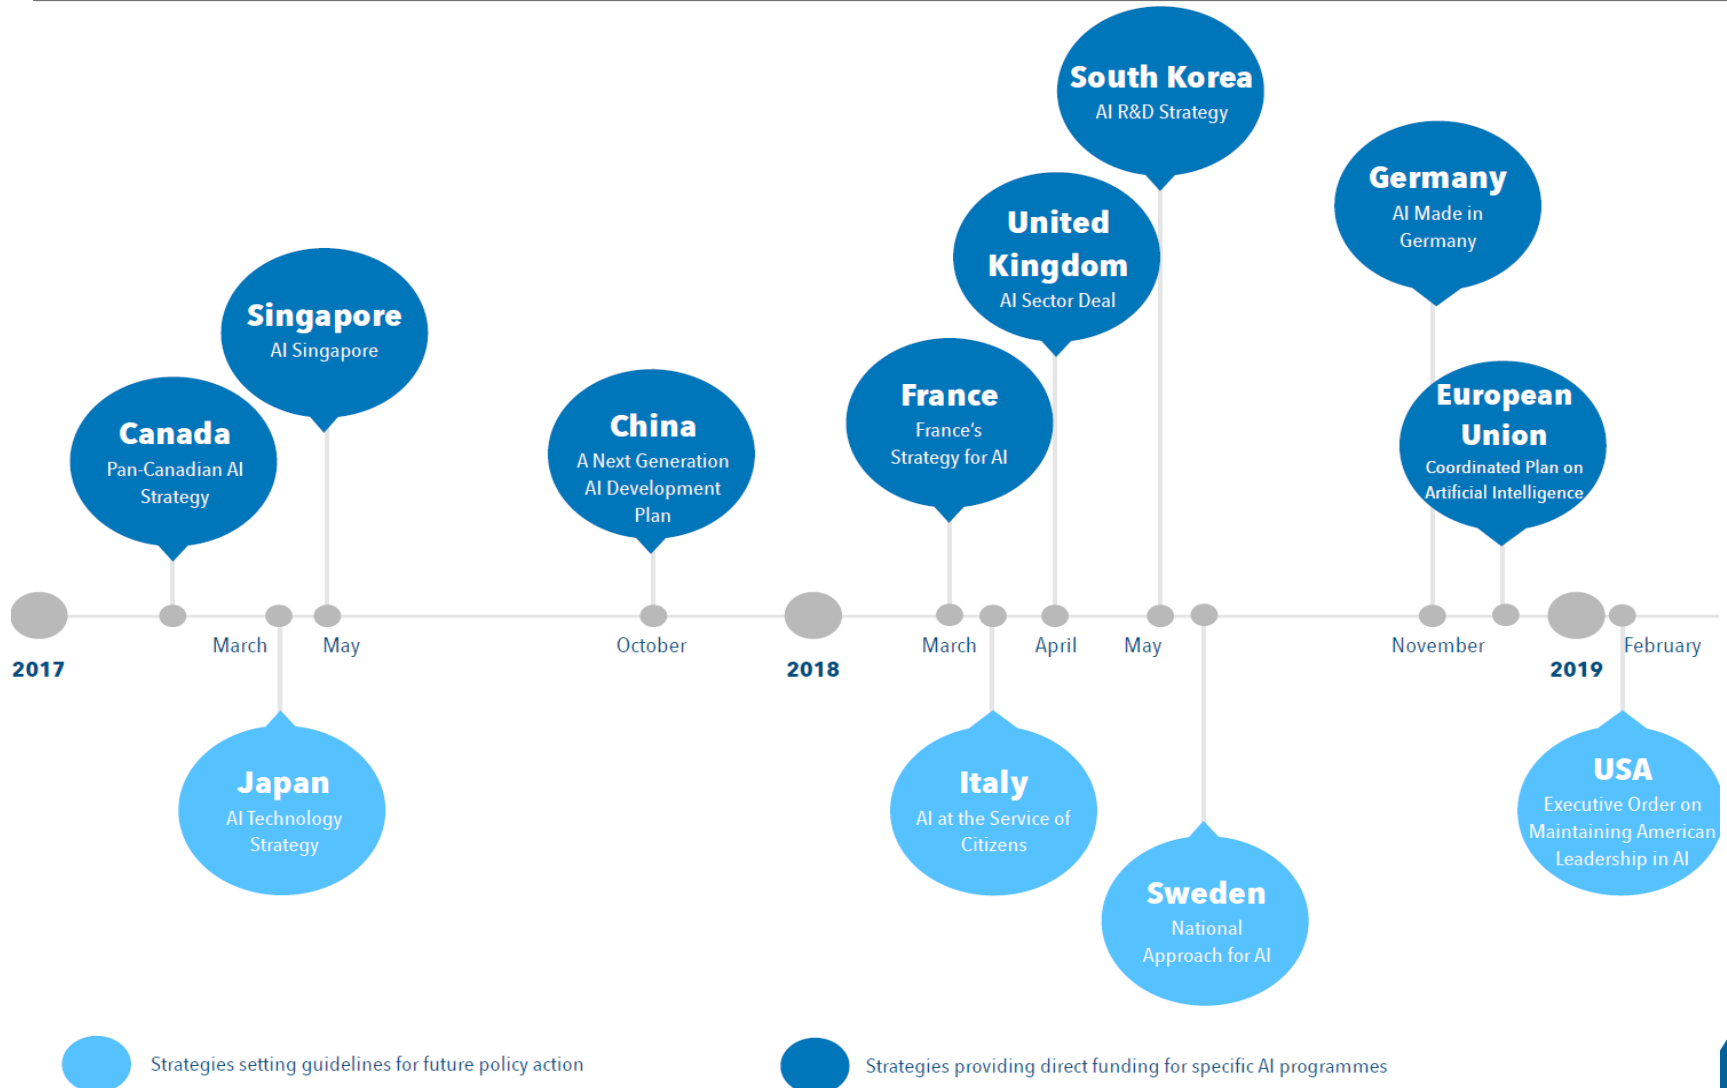 South Korea
AI R&D Strategy
Germany
AI Made in
Germany
United
Kingdom
AI Sector Deal
Singapore
AI Singapore
France
France's
Strategy for AI
European
Union
Coordinated Plan on
Artificial Intelligence
Canada
Pan-Canadian AI
Strategy
China
A Next Generation
AI Development
Plan
March
May
October
March
April
May
November
February
2017
2018
2019
Japan
AI Technology
Strategy
Italy
AI at the Service of
Citizens
USA
Executive Order on
Maintaining American
Leadership in AI
Sweden
National
Approach for AI
Strategies setting guidelines for future policy action
Strategies providing direct funding for specific AI programmes